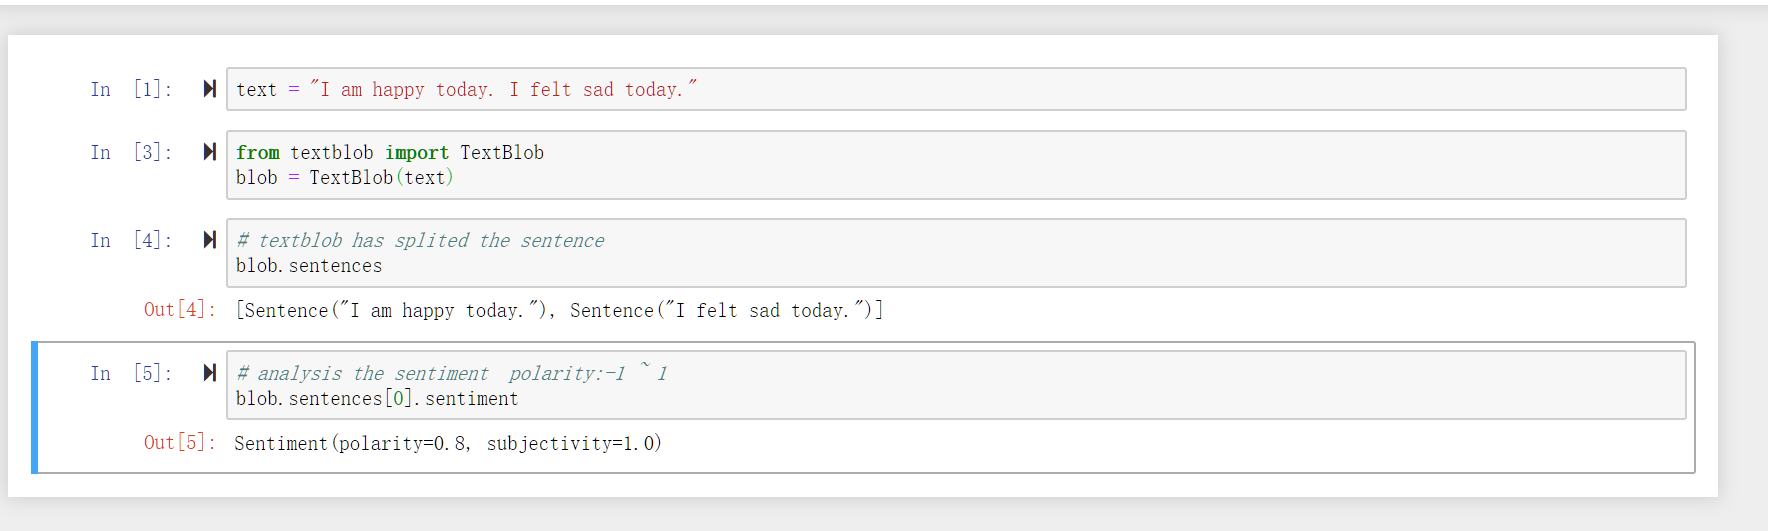 In [1]: text = "I am happy today. I felt sad today."
In [3]: from textblob import TextBlob
blob = TextBlob(text)
In [4]: # textblob has splited the sentence
blob.sentences
Out[4]: [Sentence("I am happy today."), Sentence("I felt sad today.")]
In [5]: # analysis the sentiment  polarity:-1 ~ 1
blob.sentences[0].sentiment
Out[5]: Sentiment(polarity=0.8, subjectivity=1.0)